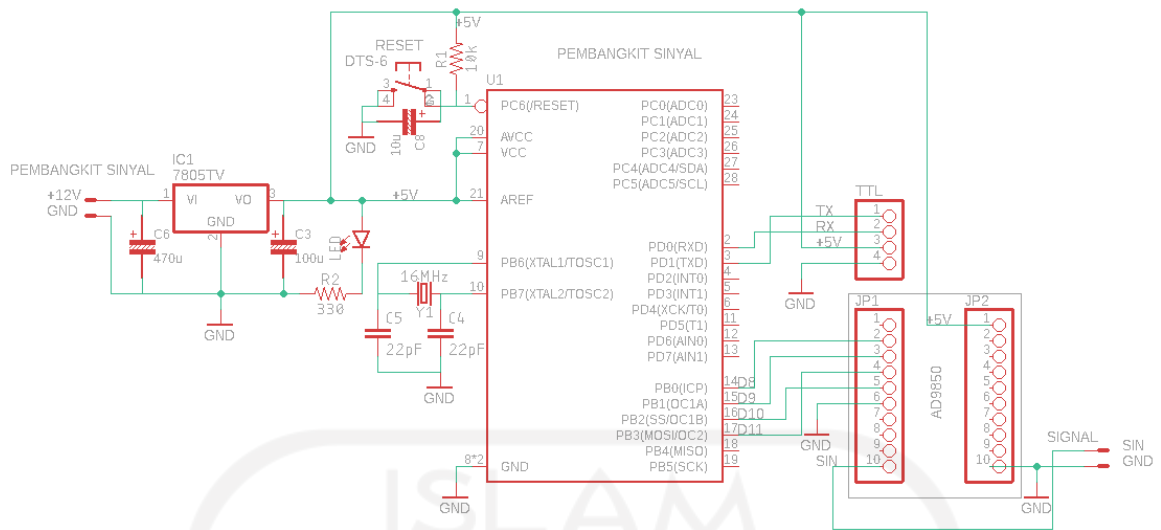 +5V
RESET
DTS-6
PEMBANGKIT SINYAL
R1
10k
U1
3
1
4
1
PC6(/RESET)
PC0(ADC0)
23
PC1(ADC1)
24
PC2(ADC2)
25
PC3(ADC3)
26
PC4(ADC4/SDA)
27
PC5(ADC5/SCL)
28
GND
10u
C8
20
AVCC
7
VCC
21
AREF
+5V
PEMBANGKIT SINYAL
IC1
7805TV
+12V
GND
1
VI
VO
3
GND
2
C6
470u
C3
100u
LED
R2
330
GND
9
PB6(XTAL1/TOSC1)
16MHz
10
PB7(XTAL2/TOSC2)
Y1
C5
22pF
C4
22pF
GND
PD0(RXD)
2
PD1(TXD)
3
PD2(INT0)
4
PD3(INT1)
5
PD4(XCK/T0)
6
PD5(T1)
11
PD6(AIN0)
12
PD7(AIN1)
13
PB0(ICP)
14
D8
PB1(OC1A)
15
D9
PB2(SS/OC1B)
16
D10
PB3(MOSI/OC2)
17
D11
PB4(MISO)
18
PB5(SCK)
19
8*2
GND
GND
TTL
TX
1
RX
2
+5V
3
4
GND
JP1
JP2
1
2
3
4
5
6
7
8
9
10
GND
SIN
AD9850
+5V
1
2
3
4
5
6
7
8
9
10
SIGNAL
SIN
GND
GND
ISLAM